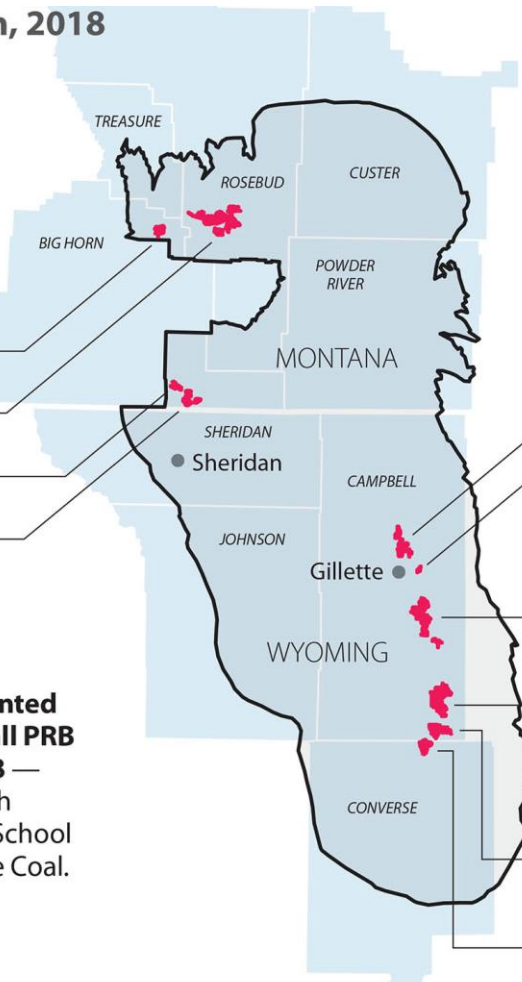 n, 2018
TREASURE
ROSEBUD
CUSTER
BIG HORN
POWDER
RIVER
MONTANA
SHERIDAN
Sheridan
CAMPBELL
JOHNSON
Gillette
WYOMING
nted
all PRB
3 —
h
School
e Coal.
CONVERSE